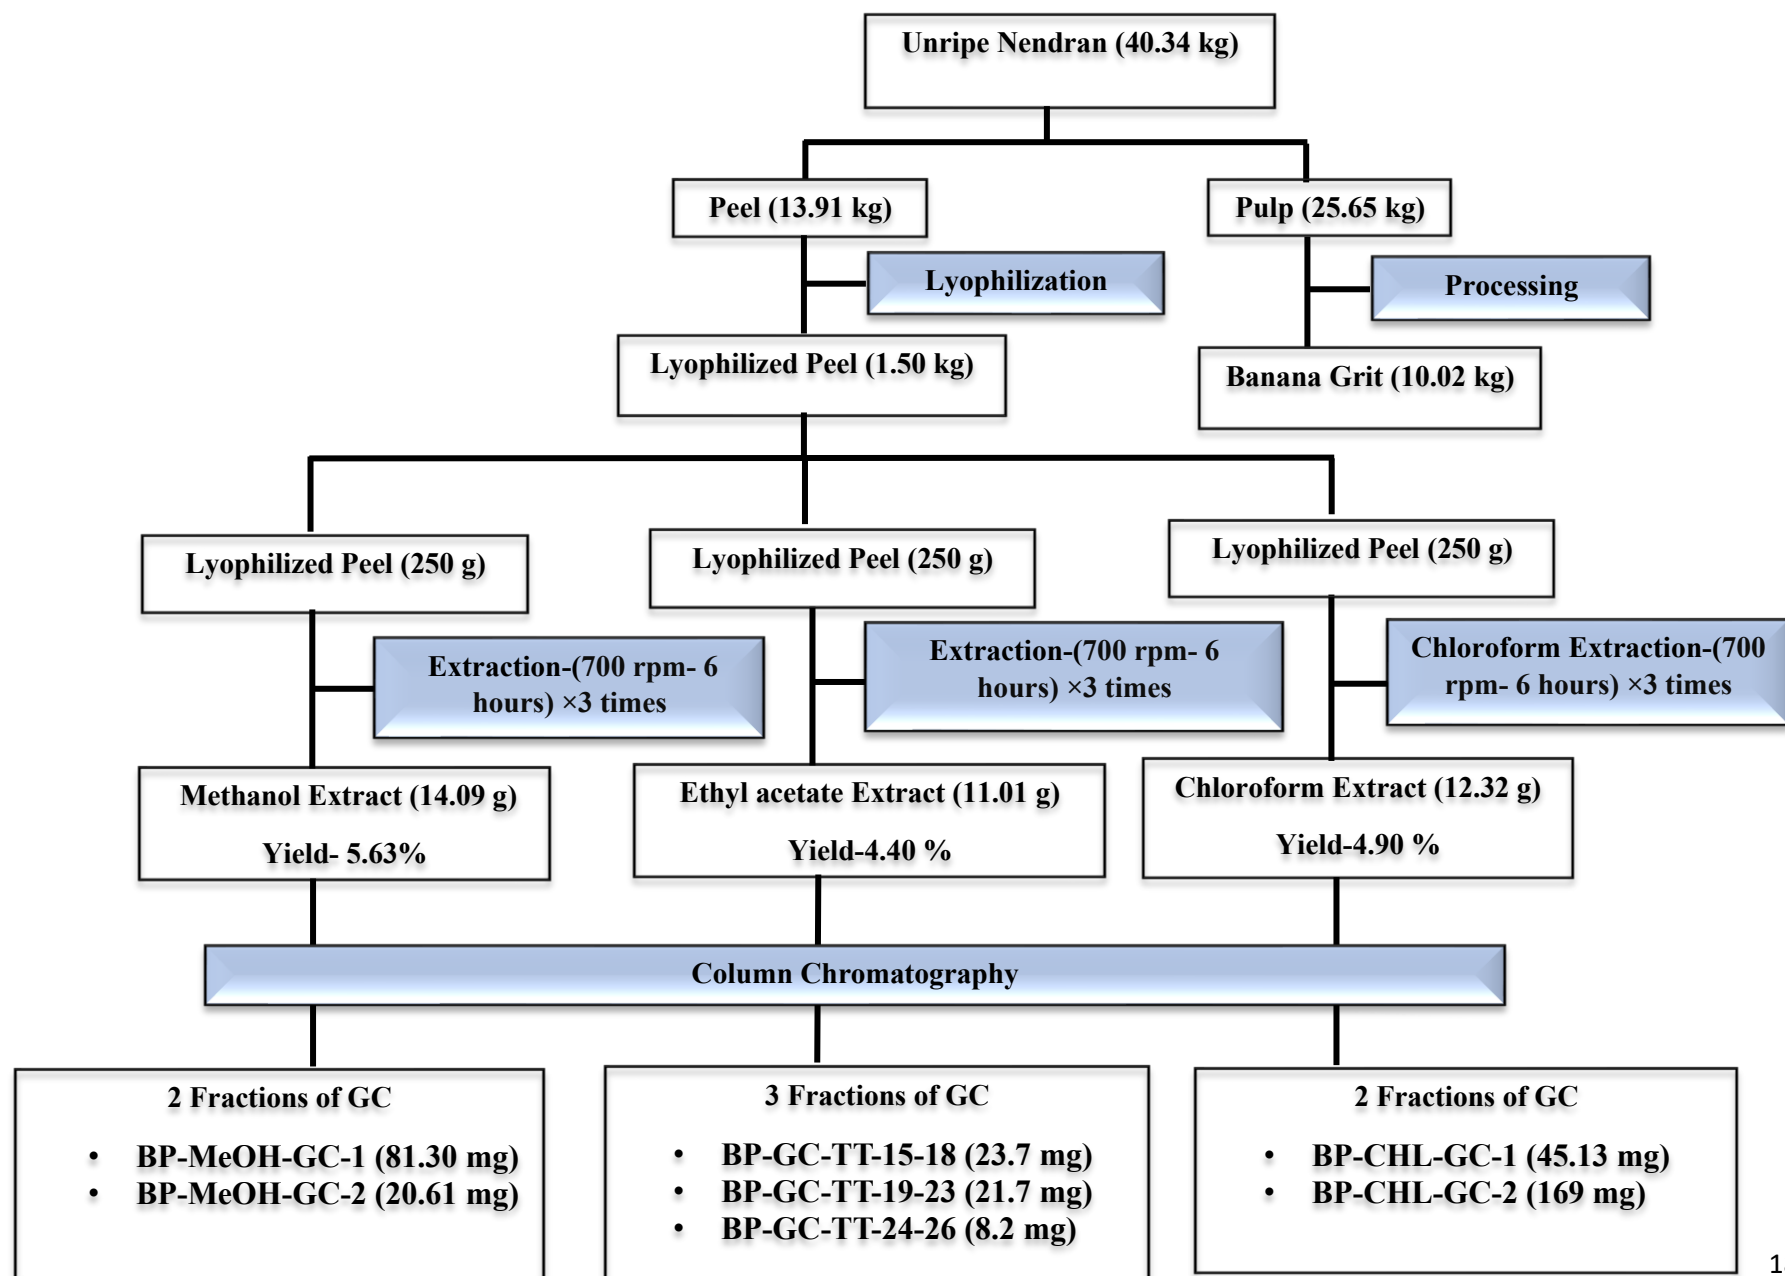 Unripe Nendran (40.34 kg)
Peel (13.91 kg)
Pulp (25.65 kg)
Lyophilization
Processing
Lyophilized Peel (1.50 kg)
Banana Grit (10.02 kg)
Lyophilized Peel (250 g)
Lyophilized Peel (250 g)
Lyophilized Peel (250 g)
Extraction-(700 rpm- 6
hours) ×3 times
Extraction-(700 rpm- 6
hours) ×3 times
Chloroform Extraction-(700
rpm- 6 hours) ×3 times
Methanol Extract (14.09 g)
Yield- 5.63%
Ethyl acetate Extract (11.01 g)
Yield-4.40 %
Chloroform Extract (12.32 g)
Yield-4.90 %
Column Chromatography
2 Fractions of GC
• BP-MeOH-GC-1 (81.30 mg)
• BP-MeOH-GC-2 (20.61 mg)
3 Fractions of GC
• BP-GC-TT-15-18 (23.7 mg)
• BP-GC-TT-19-23 (21.7 mg)
• BP-GC-TT-24-26 (8.2 mg)
2 Fractions of GC
• BP-CHL-GC-1 (45.13 mg)
• BP-CHL-GC-2 (169 mg)